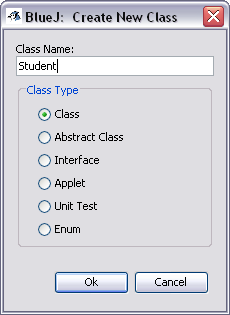 BlueJ: Create New Class
Class Name:
Student
Class Type
Class
Abstract Class
Interface
Applet
Unit Test
Enum
Ok Cancel